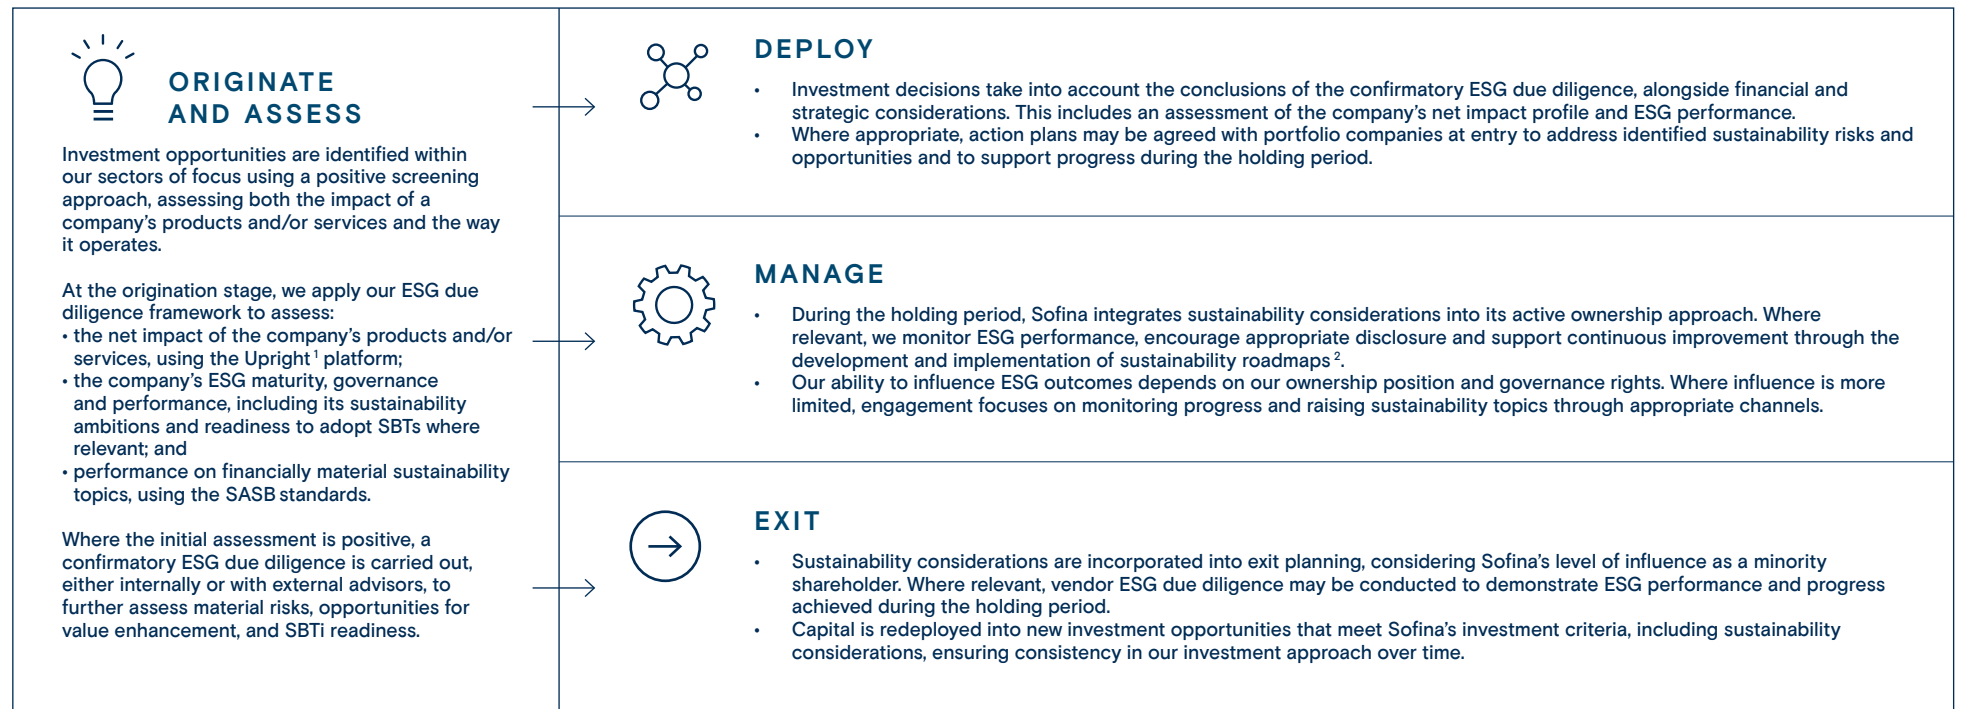 ORIGINATE
AND ASSESS
Investment opportunities are identified within
our sectors of focus using a positive screening
approach, assessing both the impact of a
company’s products and/or services and the way
it operates.
At the origination stage, we apply our ESG due
diligence framework to assess:
• the net impact of the company’s products and/or
services, using the Upright 1 platform;
• the company’s ESG maturity, governance
and performance, including its sustainability
ambitions and readiness to adopt SBTs where
relevant; and
• performance on financially material sustainability
topics, using the SASB standards.
Where the initial assessment is positive, a
confirmatory ESG due diligence is carried out,
either internally or with external advisors, to
further assess material risks, opportunities for
value enhancement, and SBTi readiness.
DEPLOY
• Investment decisions take into account the conclusions of the confirmatory ESG due diligence, alongside financial and
strategic considerations. This includes an assessment of the company’s net impact profile and ESG performance.
• Where appropriate, action plans may be agreed with portfolio companies at entry to address identified sustainability risks and
opportunities and to support progress during the holding period.
MANAGE
• During the holding period, Sofina integrates sustainability considerations into its active ownership approach. Where
relevant, we monitor ESG performance, encourage appropriate disclosure and support continuous improvement through the
development and implementation of sustainability roadmaps 2.
• Our ability to influence ESG outcomes depends on our ownership position and governance rights. Where influence is more
limited, engagement focuses on monitoring progress and raising sustainability topics through appropriate channels.
EXIT
• Sustainability considerations are incorporated into exit planning, considering Sofina’s level of influence as a minority
shareholder. Where relevant, vendor ESG due diligence may be conducted to demonstrate ESG performance and progress
achieved during the holding period.
• Capital is redeployed into new investment opportunities that meet Sofina’s investment criteria, including sustainability
considerations, ensuring consistency in our investment approach over time.